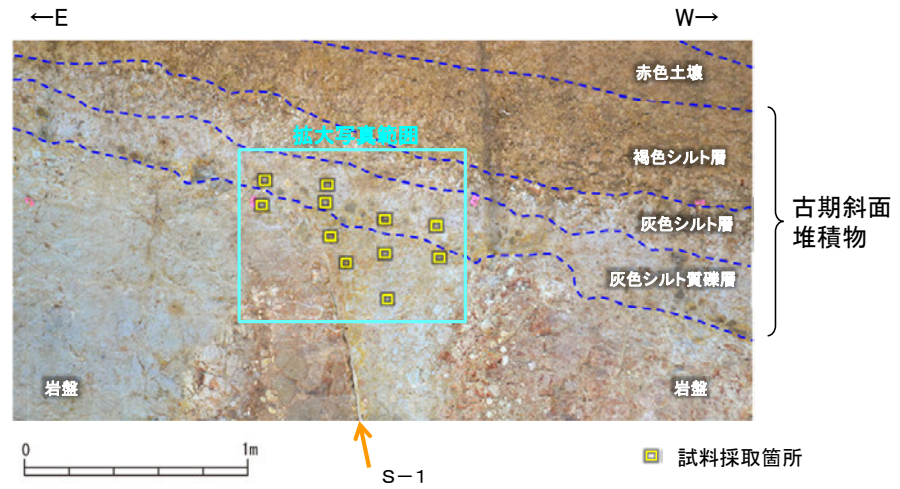 ←E
W→
赤色土壌
拡大写真範囲
褐色シルト層
古期斜面
堆積物
灰色シルト層
灰色シルト質礫層
岩盤
岩盤
0
1m
S－1
試料採取箇所